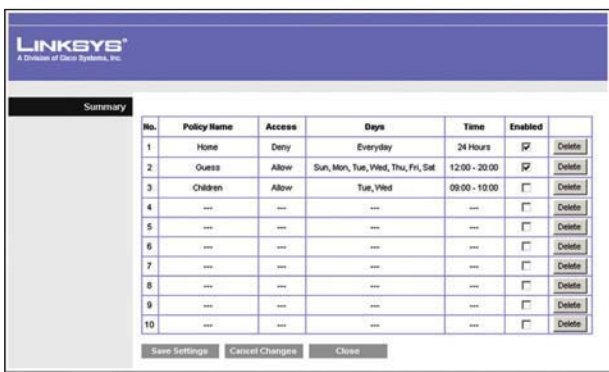 LINKSYS®
A Division of Cisco Systems, Inc.
Summary
No. Policy Name Access Days Time Enabled
1 Home Deny Everyday 24 Hours Delete
2 Guess Allow Sun, Mon, Tue, Wed, Thu, Fri, Sat 12:00 - 20:00 Delete
3 Children Allow Tue, Wed 09:00 - 10:00 Delete
4 --- --- --- --- Delete
5 --- --- --- --- Delete
6 --- --- --- --- Delete
7 --- --- --- --- Delete
8 --- --- --- --- Delete
9 --- --- --- --- Delete
10 --- --- --- --- Delete
Save Settings Cancel Changes Close